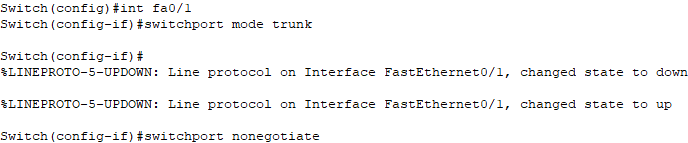 Switch(config)#int fa0/1
Switch(config-if)#switchport mode trunk
Switch(config-if)#
%LINEPROTO-5-UPDOWN: Line protocol on Interface FastEthernet0/1, changed state to down
%LINEPROTO-5-UPDOWN: Line protocol on Interface FastEthernet0/1, changed state to up
Switch(config-if)#switchport nonegotiate